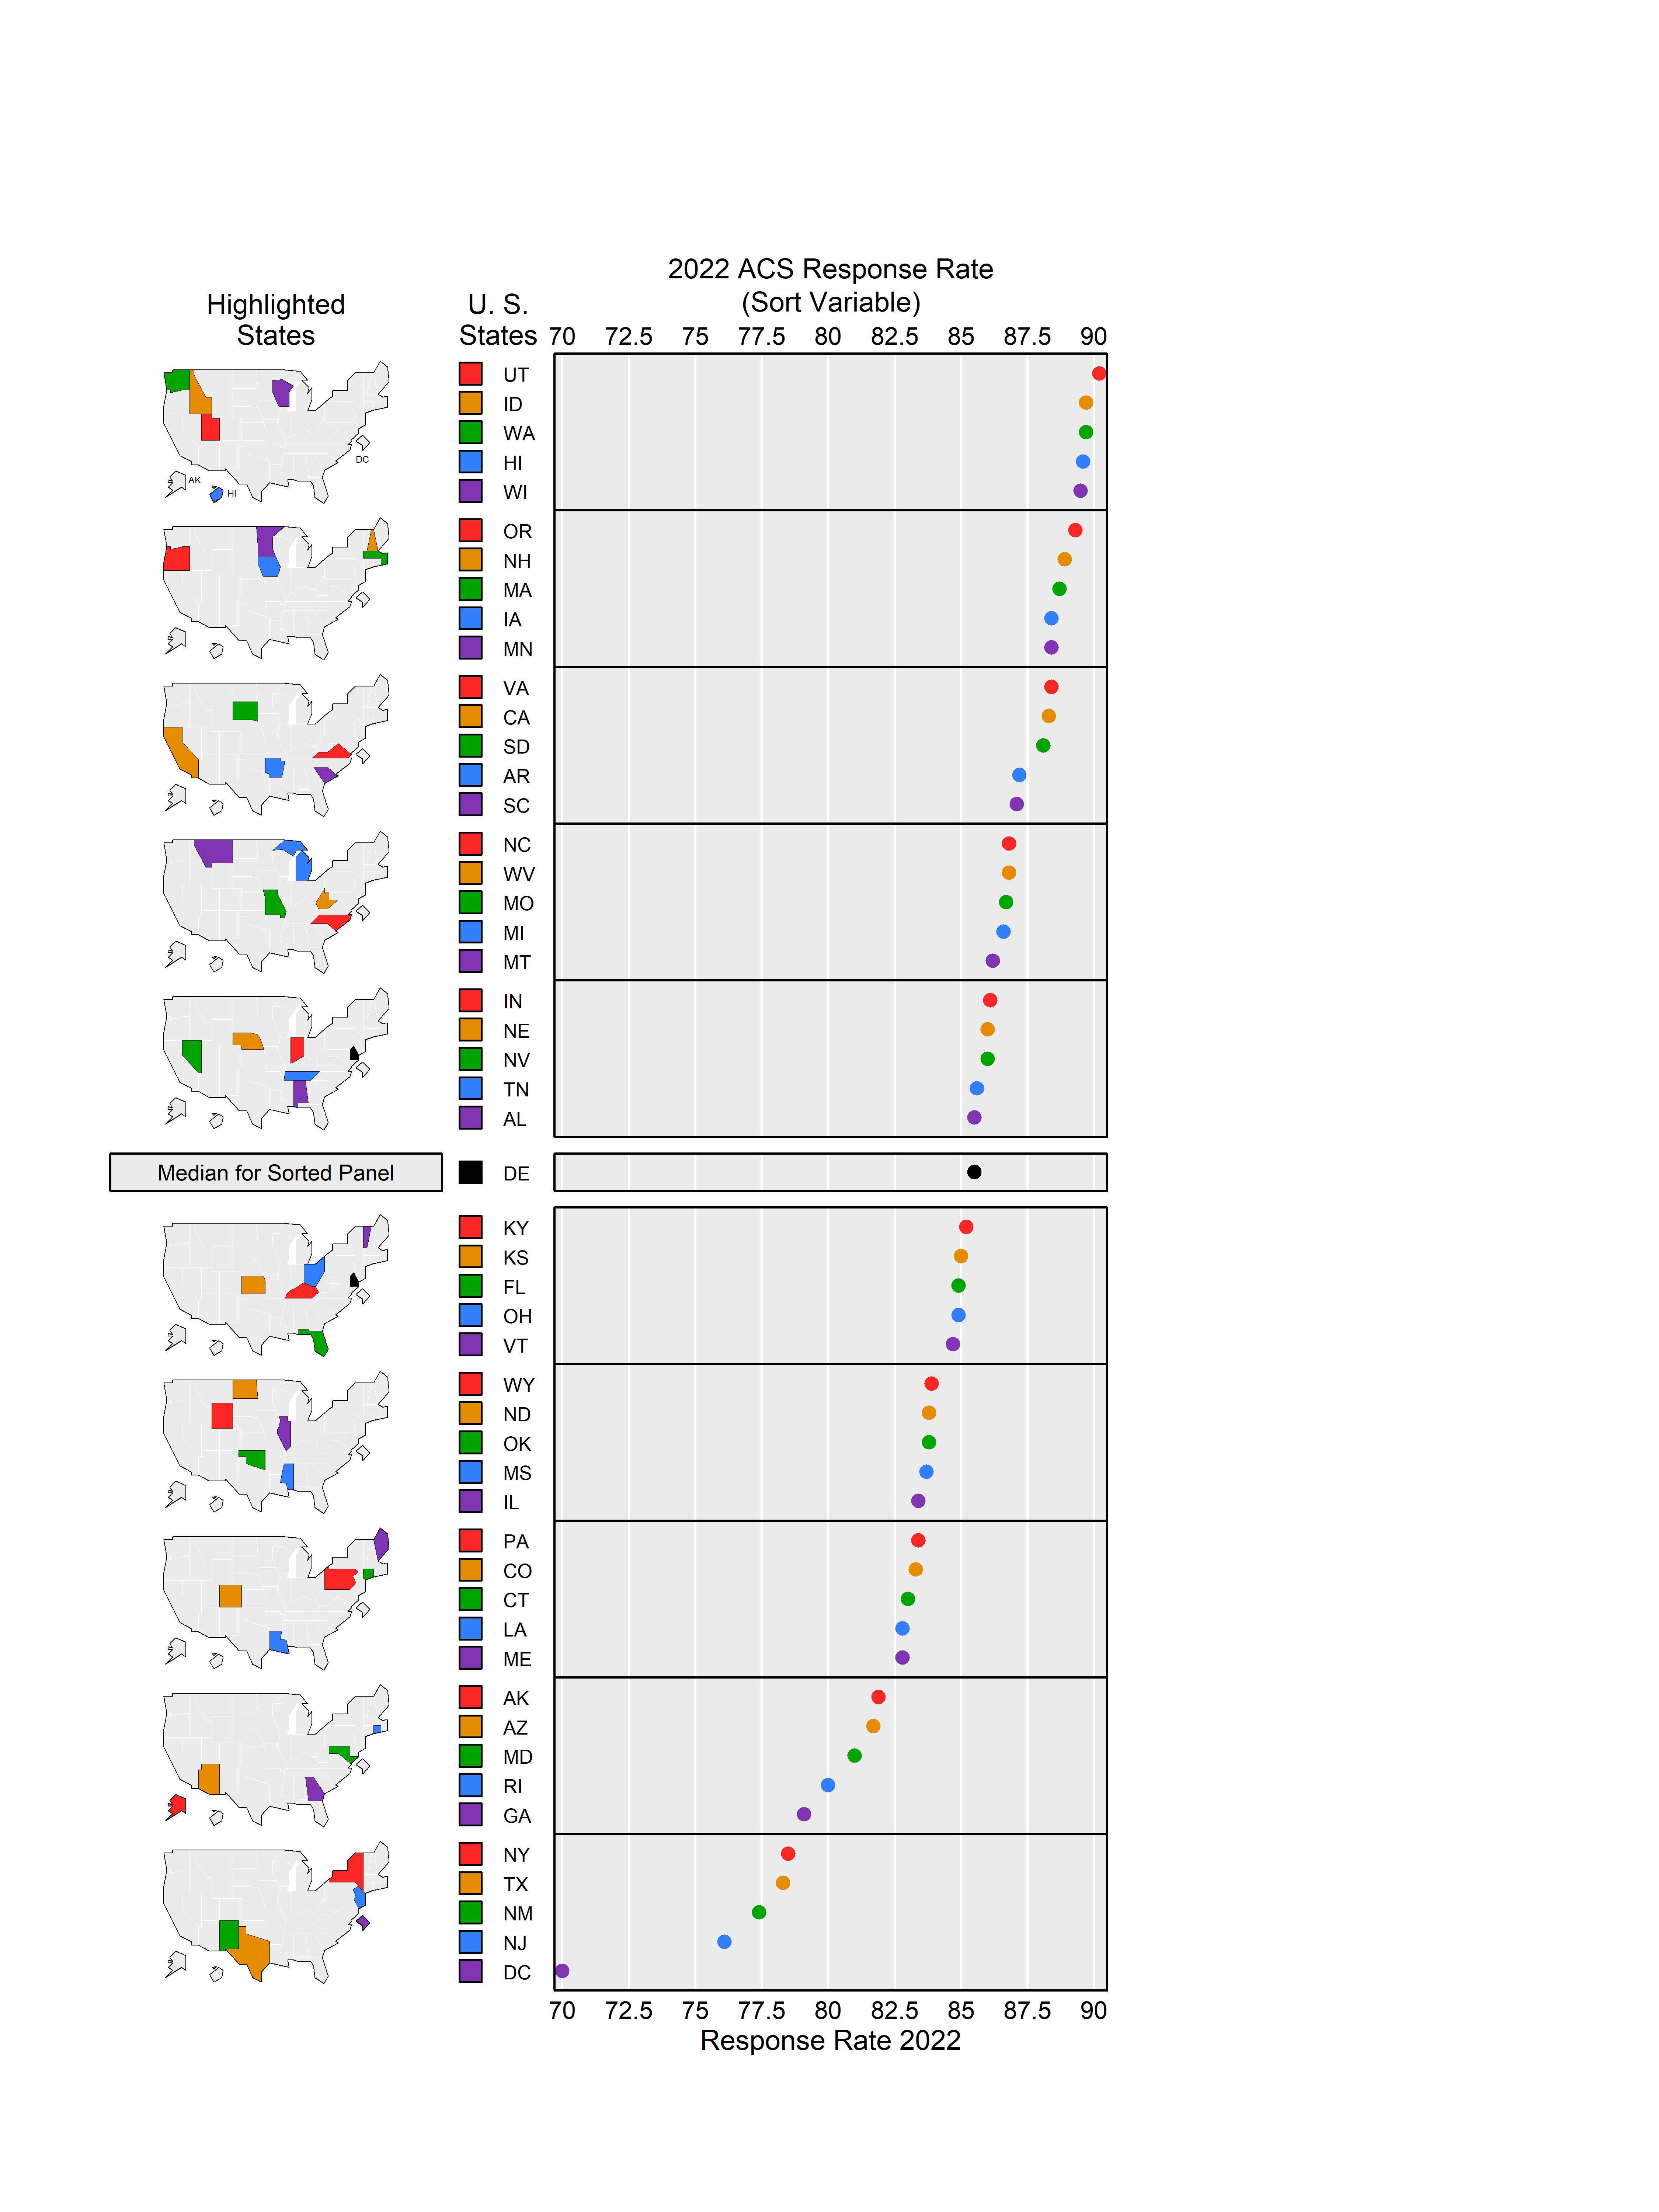 2022 ACS Response Rate
(Sort Variable)
Highlighted
States
U. S.
States
70 72.5 75 77.5 80 82.5 85 87.5 90
UT
ID
WA
HI
WI
DC
AK
HI
OR
NH
MA
IA
MN
VA
CA
SD
AR
SC
NC
WV
MO
MI
MT
IN
NE
NV
TN
AL
Median for Sorted Panel
DE
KY
KS
FL
OH
VT
WY
ND
OK
MS
IL
PA
CO
CT
LA
ME
AK
AZ
MD
RI
GA
NY
TX
NM
NJ
DC
70 72.5 75 77.5 80 82.5 85 87.5 90
Response Rate 2022